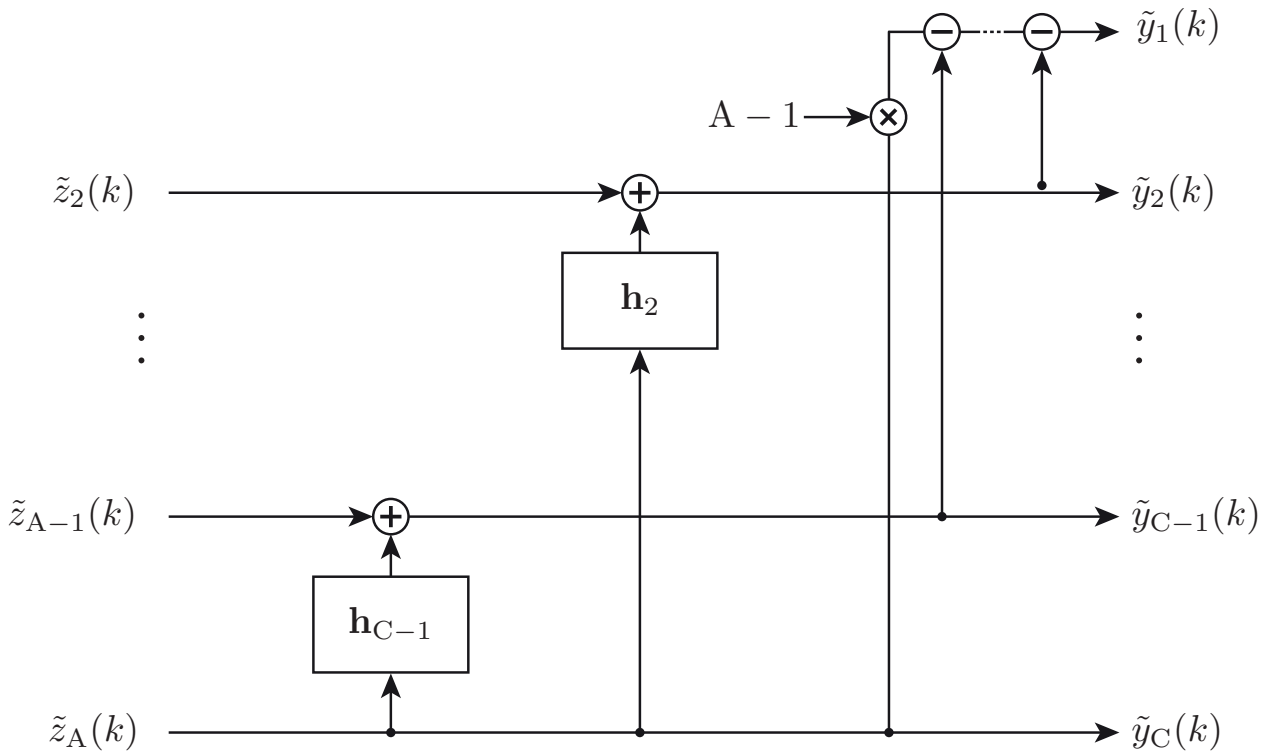 ỹ₁(k)
A − 1
z̃₂(k)
ỹ₂(k)
h₂
⋮
⋮
z̃_{A−1}(k)
ỹ_{C−1}(k)
h_{C−1}
z̃_A(k)
ỹ_C(k)